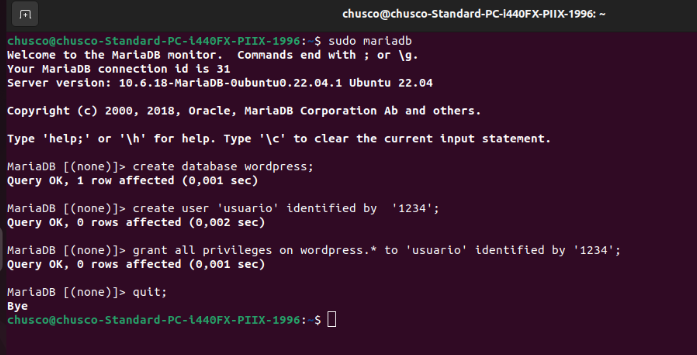 chusco@chusco-Standard-PC-i440FX-PIIX-1996: ~
chusco@chusco-Standard-PC-i440FX-PIIX-1996:~$ sudo mariadb
Welcome to the MariaDB monitor.  Commands end with ; or \g.
Your MariaDB connection id is 31
Server version: 10.6.18-MariaDB-0ubuntu0.22.04.1 Ubuntu 22.04

Copyright (c) 2000, 2018, Oracle, MariaDB Corporation Ab and others.

Type 'help;' or '\h' for help. Type '\c' to clear the current input statement.

MariaDB [(none)]> create database wordpress;
Query OK, 1 row affected (0,001 sec)

MariaDB [(none)]> create user 'usuario' identified by  '1234';
Query OK, 0 rows affected (0,002 sec)

MariaDB [(none)]> grant all privileges on wordpress.* to 'usuario' identified by '1234';
Query OK, 0 rows affected (0,001 sec)

MariaDB [(none)]> quit;
Bye
chusco@chusco-Standard-PC-i440FX-PIIX-1996:~$